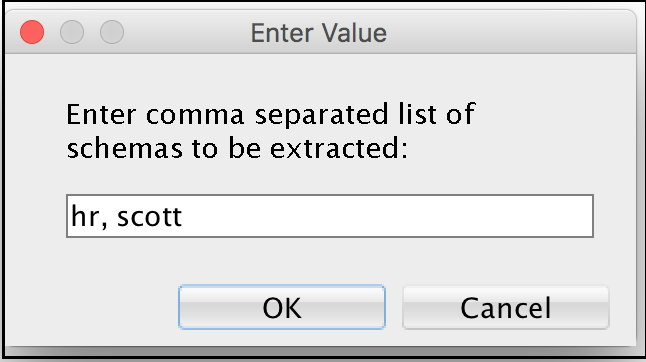 Enter Value
Enter comma separated list of
schemas to be extracted:
hr, scott
OK
Cancel